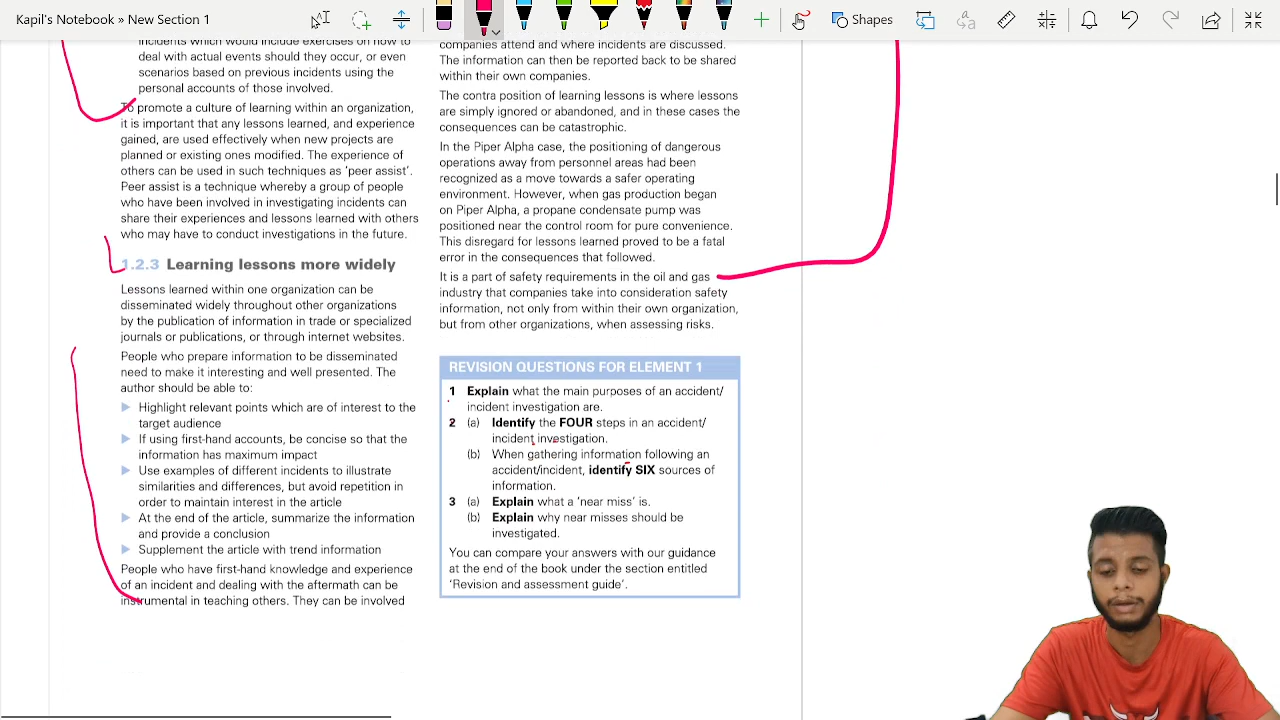 Kapil's Notebook » New Section 1
Shapes
incidents which would include exercises on how to
deal with actual events should they occur, or even
scenarios based on previous incidents using the
personal accounts of those involved.
To promote a culture of learning within an organization,
it is important that any lessons learned, and experience
gained, are used effectively when new projects are
planned or existing ones modified. The experience of
others can be used in such techniques as 'peer assist'.
Peer assist is a technique whereby a group of people
who have been involved in investigating incidents can
share their experiences and lessons learned with others
who may have to conduct investigations in the future.
1.2.3 Learning lessons more widely
Lessons learned within one organization can be
disseminated widely throughout other organizations
by the publication of information in trade or specialized
journals or publications, or through internet websites.
People who prepare information to be disseminated
need to make it interesting and well presented. The
author should be able to:
Highlight relevant points which are of interest to the
target audience
If using first-hand accounts, be concise so that the
information has maximum impact
Use examples of different incidents to illustrate
similarities and differences, but avoid repetition in
order to maintain interest in the article
At the end of the article, summarize the information
and provide a conclusion
Supplement the article with trend information
People who have first-hand knowledge and experience
of an incident and dealing with the aftermath can be
instrumental in teaching others. They can be involved
companies attend and where incidents are discussed.
The information can then be reported back to be shared
within their own companies.
The contra position of learning lessons is where lessons
are simply ignored or abandoned, and in these cases the
consequences can be catastrophic.
In the Piper Alpha case, the positioning of dangerous
operations away from personnel areas had been
recognized as a move towards a safer operating
environment. However, when gas production began
on Piper Alpha, a propane condensate pump was
positioned near the control room for pure convenience.
This disregard for lessons learned proved to be a fatal
error in the consequences that followed.
It is a part of safety requirements in the oil and gas
industry that companies take into consideration safety
information, not only from within their own organization,
but from other organizations, when assessing risks.
REVISION QUESTIONS FOR ELEMENT 1
1 Explain what the main purposes of an accident/
incident investigation are.
2 (a) Identify the FOUR steps in an accident/
incident investigation.
(b) When gathering information following an
accident/incident, identify SIX sources of
information.
3 (a) Explain what a 'near miss' is.
(b) Explain why near misses should be
investigated.
You can compare your answers with our guidance
at the end of the book under the section entitled
'Revision and assessment guide'.